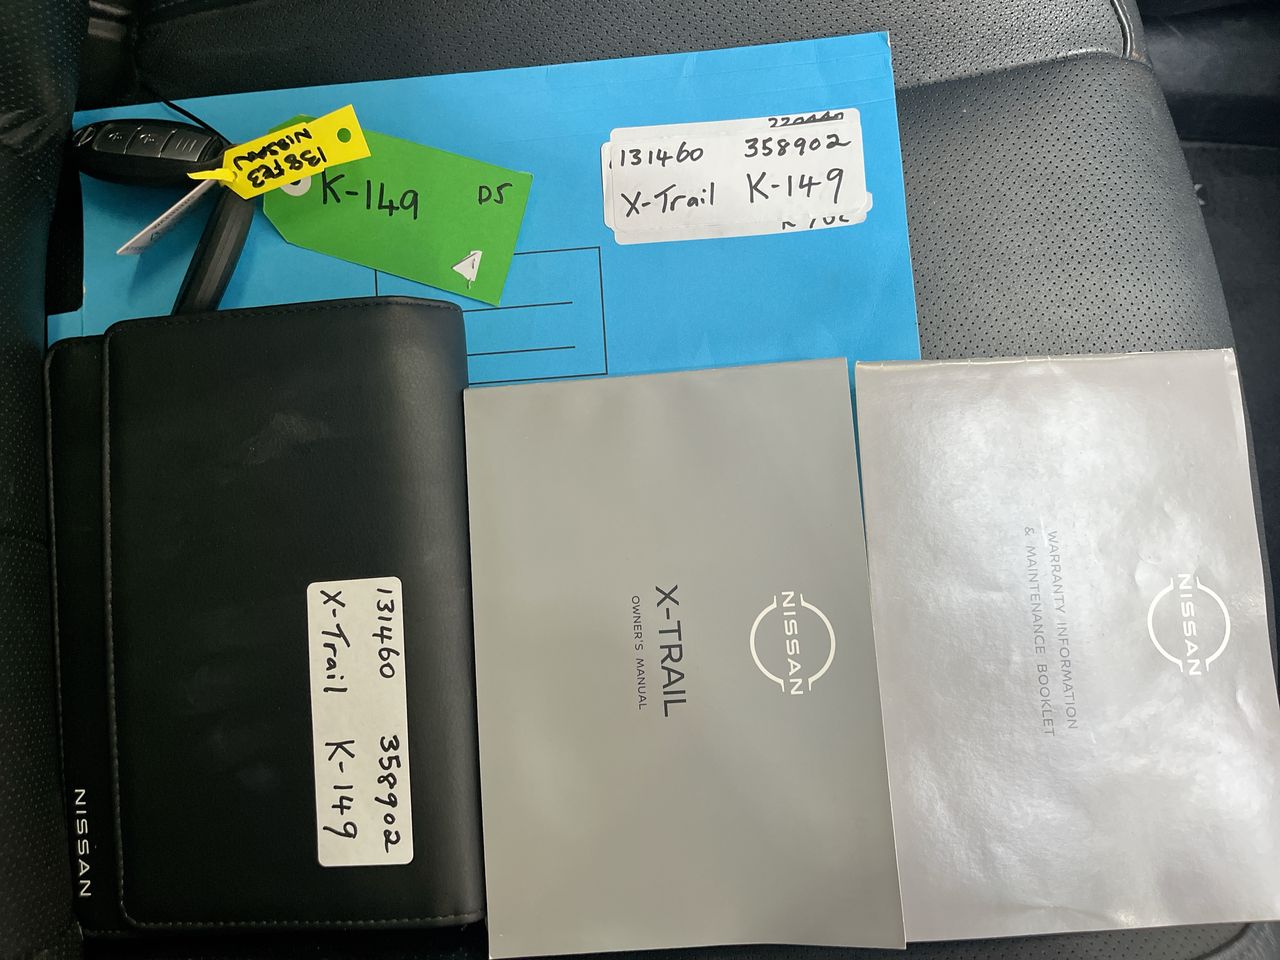 131460 358902
X-Trail K-149
K-149 D5
NISSAN
131460 358902
X-Trail K-149
NISSAN
X-TRAIL
OWNER'S MANUAL
NISSAN
WARRANTY INFORMATION
& MAINTENANCE BOOKLET
NISSAN